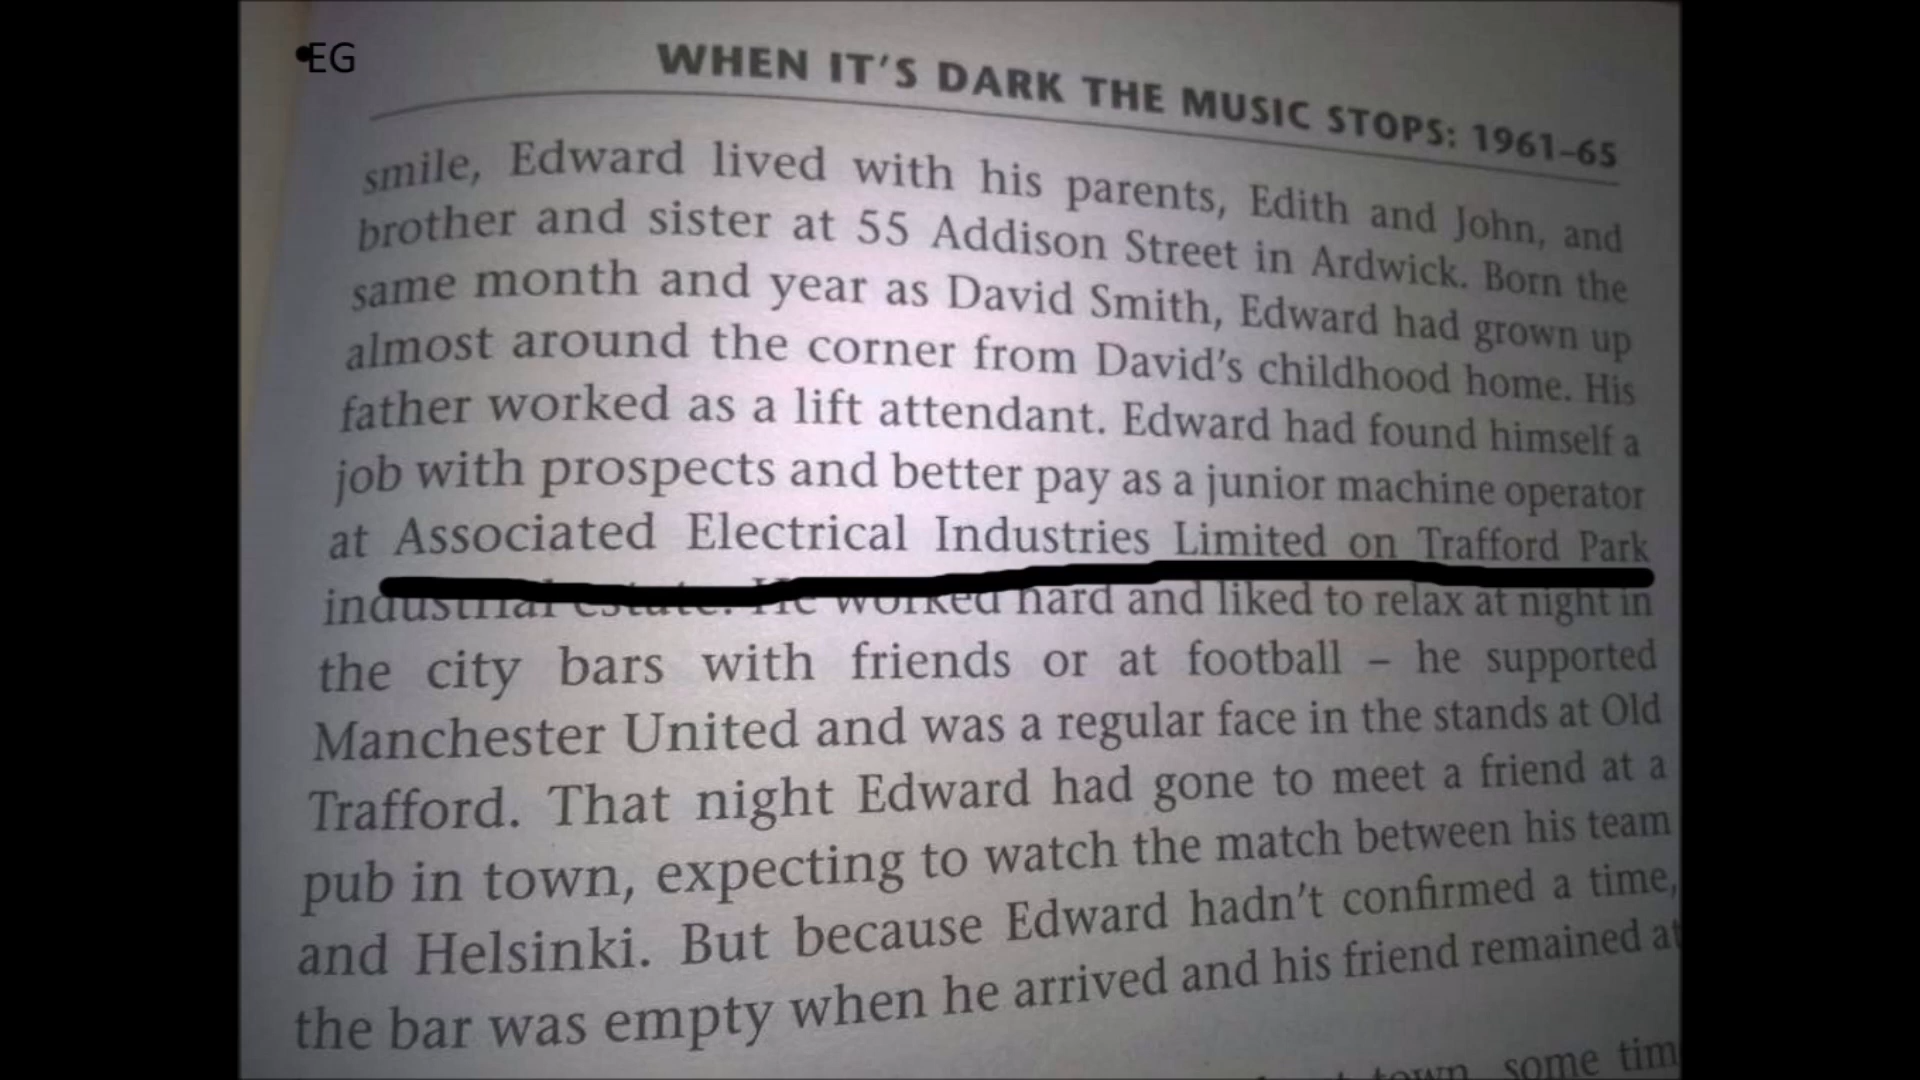 •EG
WHEN IT'S DARK THE MUSIC STOPS: 1961–65
smile, Edward lived with his parents, Edith and John, and
brother and sister at 55 Addison Street in Ardwick. Born the
same month and year as David Smith, Edward had grown up
almost around the corner from David's childhood home. His
father worked as a lift attendant. Edward had found himself a
job with prospects and better pay as a junior machine operator
at Associated Electrical Industries Limited on Trafford Park
industrial estate. He worked hard and liked to relax at night in
the city bars with friends or at football – he supported
Manchester United and was a regular face in the stands at Old
Trafford. That night Edward had gone to meet a friend at a
pub in town, expecting to watch the match between his team
and Helsinki. But because Edward hadn't confirmed a time,
the bar was empty when he arrived and his friend remained at
town, some tim